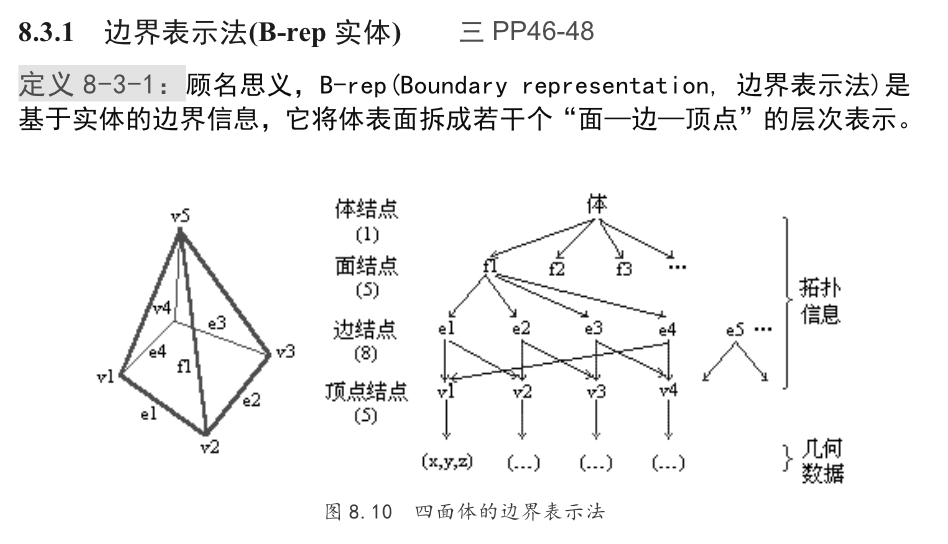 8.3.1 边界表示法(B-rep 实体) 三 PP46-48
定义 8-3-1：顾名思义，B-rep(Boundary representation, 边界表示法)是
基于实体的边界信息，它将体表面拆成若干个“面—边—顶点”的层次表示。
v5
v4
e3
e4
f1
v3
v1
e1
e2
v2
体结点
(1)
体
面结点
(5)
f1 f2 f3 ...
边结点
(8)
e1 e2 e3 e4 e5 ...
顶点结点
(5)
v1 v2 v3 v4
(x,y,z) (...) (...) (...)
拓扑
信息
几何
数据
图 8.10 四面体的边界表示法